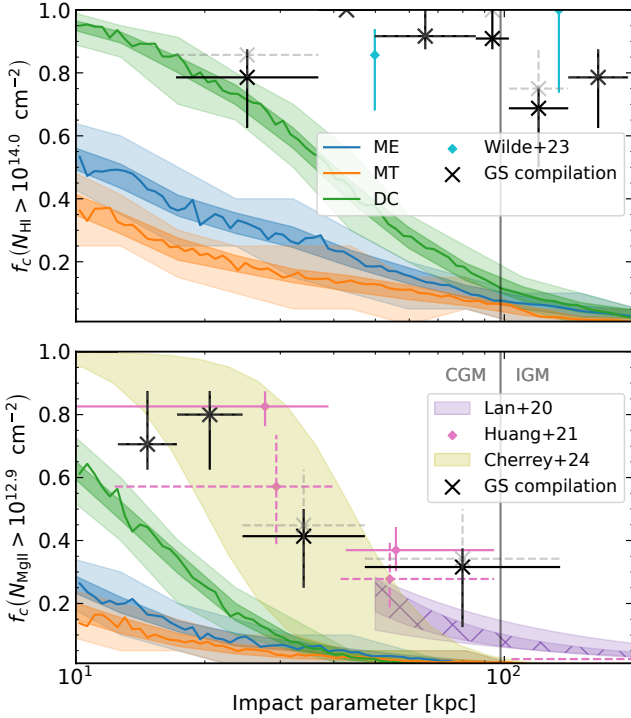 1.0
0.8
0.6
0.4
0.2
f_c(N_HI > 10^14.0 cm^−2)
ME
MT
DC
Wilde+23
GS compilation
1.0
0.8
0.6
0.4
0.2
f_c(N_MgII > 10^12.9 cm^−2)
CGM
IGM
Lan+20
Huang+21
Cherrey+24
GS compilation
10^1
10^2
Impact parameter [kpc]